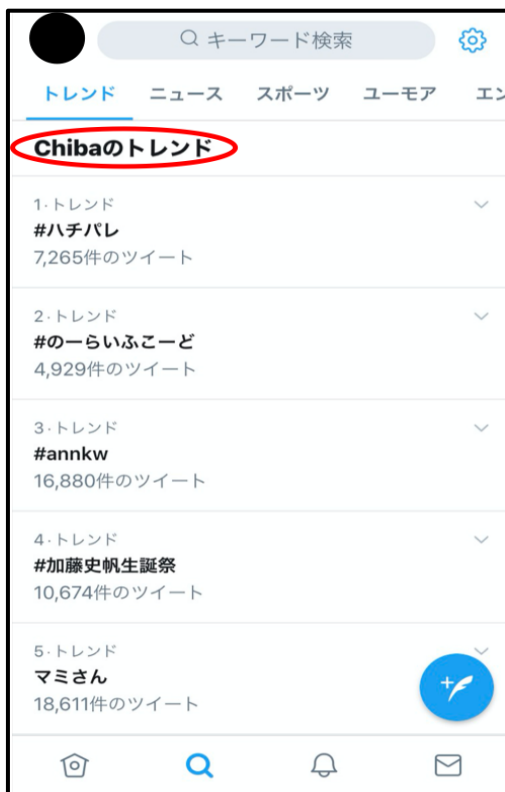 キーワード検索
トレンド ニュース スポーツ ユーモア エン
Chibaのトレンド
1·トレンド
#ハチパレ
7,265件のツイート
2·トレンド
#のーらいふこーど
4,929件のツイート
3·トレンド
#annkw
16,880件のツイート
4·トレンド
#加藤史帆生誕祭
10,674件のツイート
5·トレンド
マミさん
18,611件のツイート